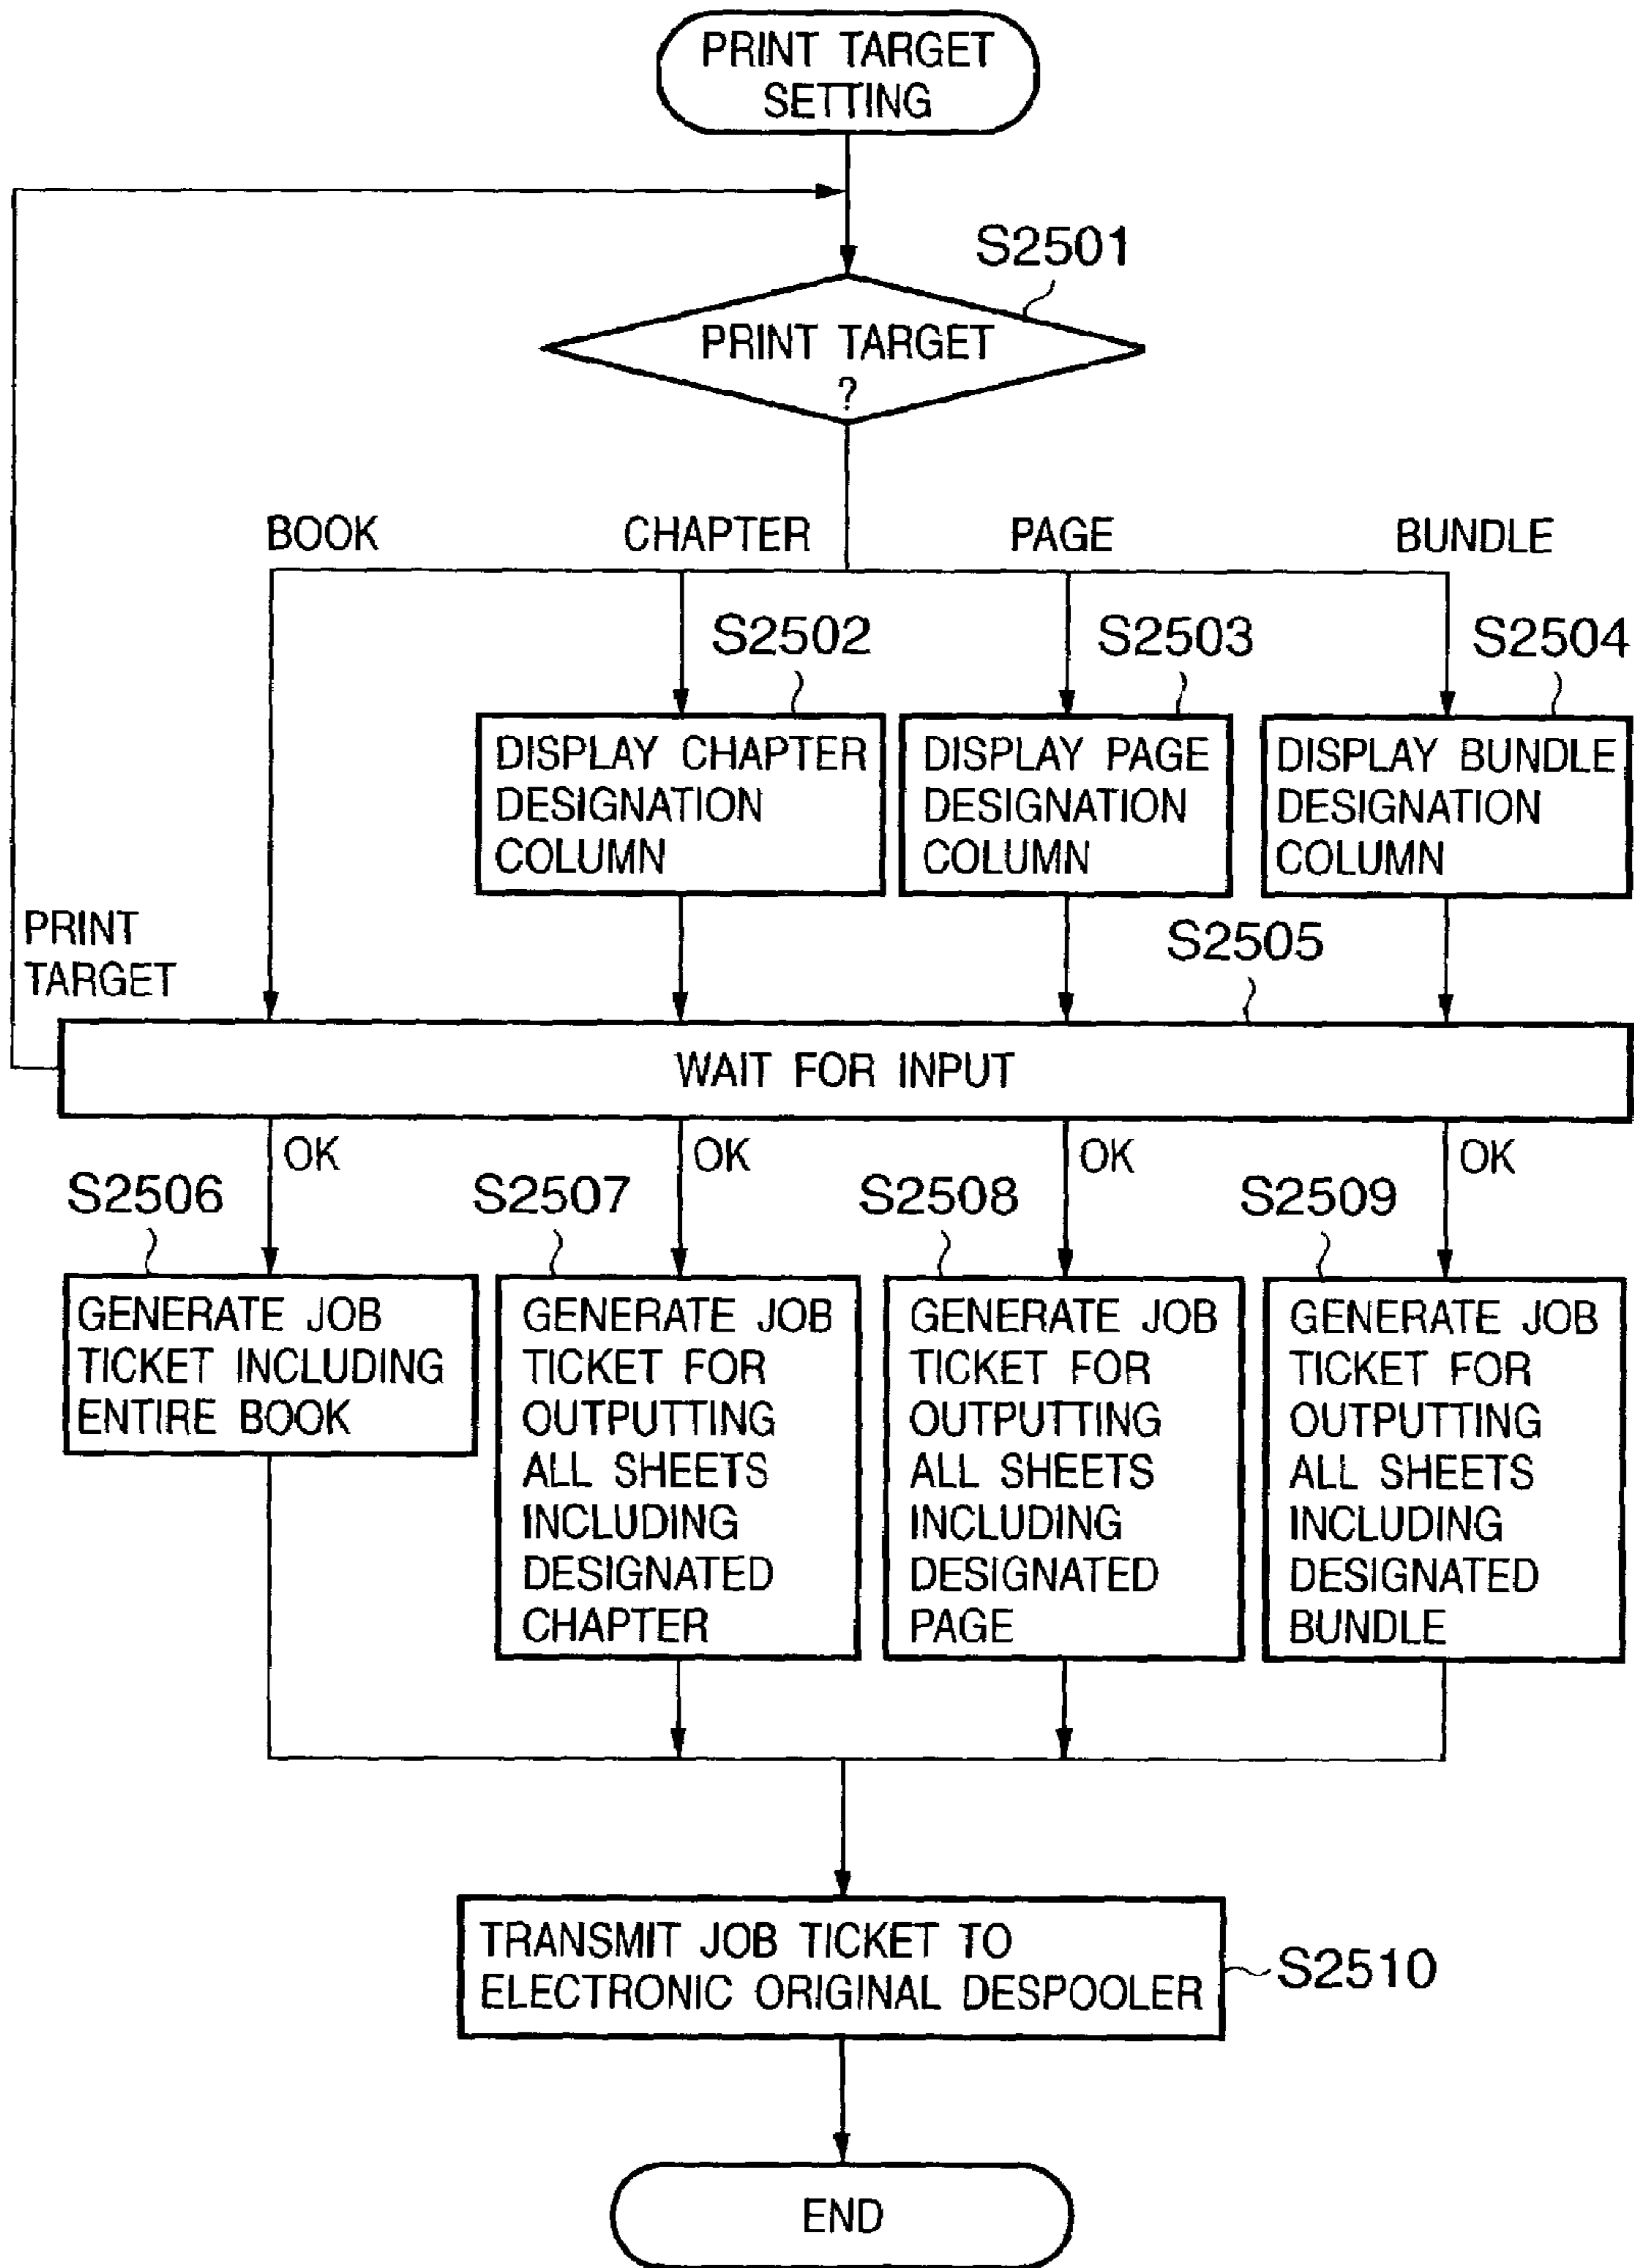 PRINT TARGET
SETTING
S2501
PRINT TARGET
?
BOOK
CHAPTER
PAGE
BUNDLE
S2502
S2503
S2504
DISPLAY CHAPTER
DESIGNATION
COLUMN
DISPLAY PAGE
DESIGNATION
COLUMN
DISPLAY BUNDLE
DESIGNATION
COLUMN
PRINT
TARGET
S2505
WAIT FOR INPUT
OK
OK
OK
OK
S2506
S2507
S2508
S2509
GENERATE JOB
TICKET INCLUDING
ENTIRE BOOK
GENERATE JOB
TICKET FOR
OUTPUTTING
ALL SHEETS
INCLUDING
DESIGNATED
CHAPTER
GENERATE JOB
TICKET FOR
OUTPUTTING
ALL SHEETS
INCLUDING
DESIGNATED
PAGE
GENERATE JOB
TICKET FOR
OUTPUTTING
ALL SHEETS
INCLUDING
DESIGNATED
BUNDLE
TRANSMIT JOB TICKET TO
ELECTRONIC ORIGINAL DESPOOLER
S2510
END